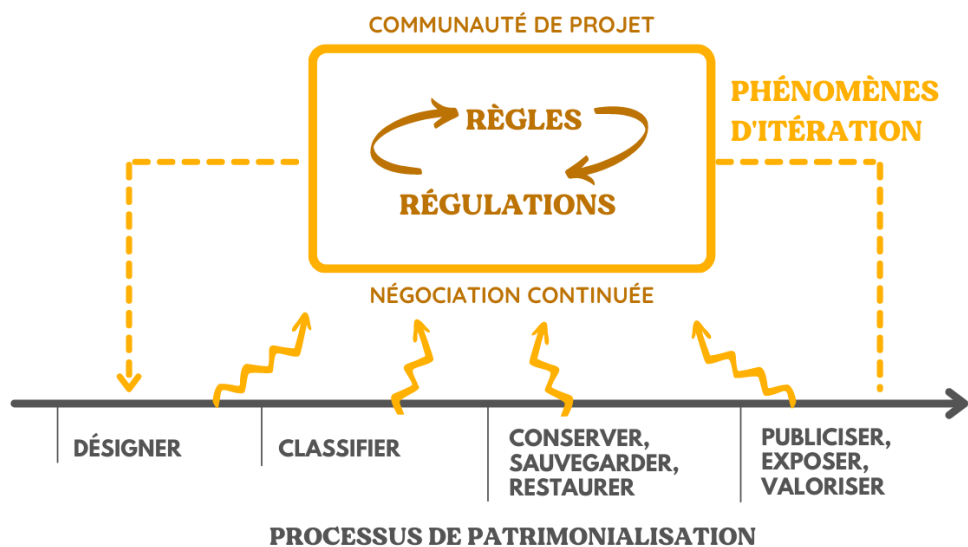 COMMUNAUTÉ DE PROJET
PHÉNOMÈNES
D'ITÉRATION
RÈGLES
RÉGULATIONS
NÉGOCIATION CONTINUÉE
DÉSIGNER
CLASSIFIER
CONSERVER,
SAUVEGARDER,
RESTAURER
PUBLICISER,
EXPOSER,
VALORISER
PROCESSUS DE PATRIMONIALISATION